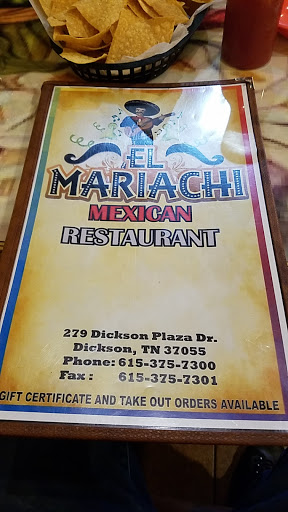 EL
MARIACHI
MEXICAN
RESTAURANT
279 Dickson Plaza Dr.
Dickson, TN 37055
Phone: 615-375-7300
Fax : 615-375-7301
GIFT CERTIFICATE AND TAKE OUT ORDERS AVAILABLE